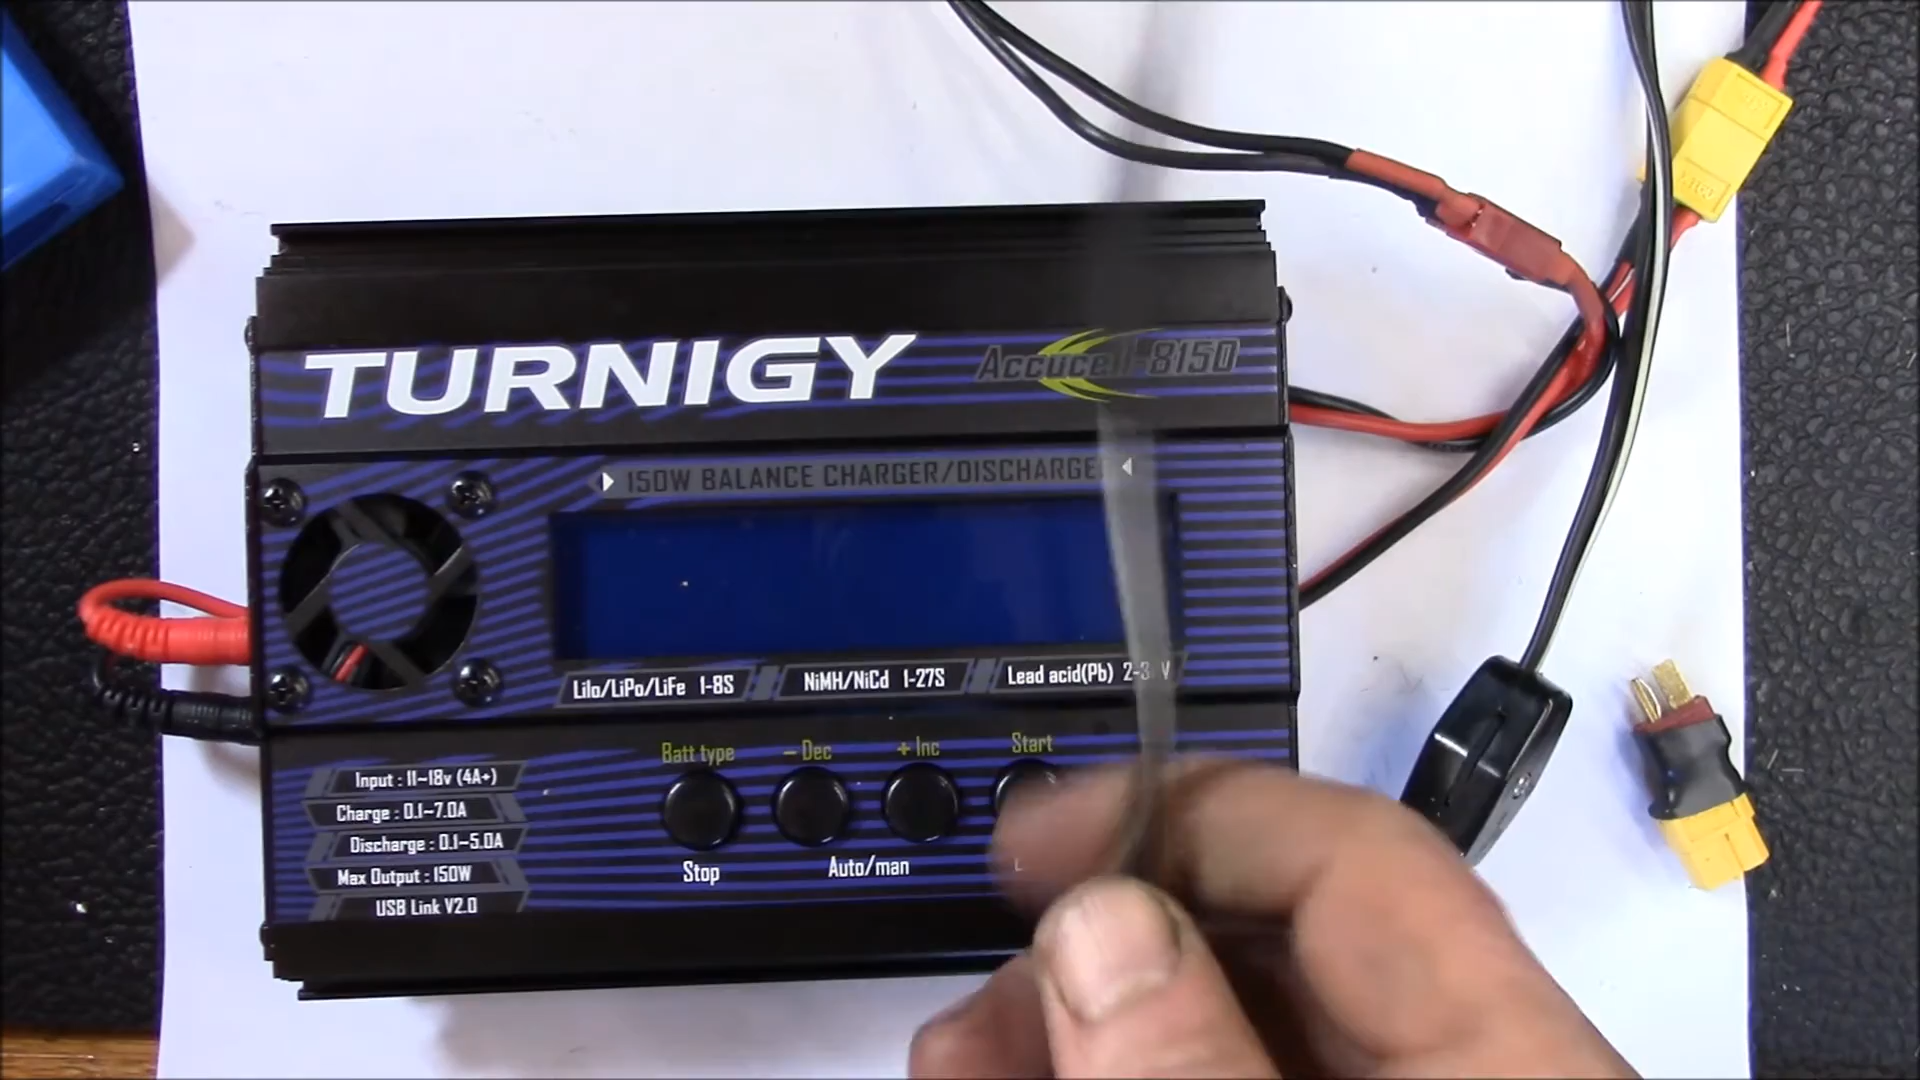 TURNIGY Accucell-8150
150W BALANCE CHARGER/DISCHARGE
LiIo/LiPo/LiFe 1-8S NiMH/NiCd 1-27S Lead acid(Pb) 2-3 V
Batt type - Dec + Inc Start
Stop Auto/man
Input : 11~18v (4A+)
Charge : 0.1~7.0A
Discharge : 0.1~5.0A
Max Output : 150W
USB Link V2.0